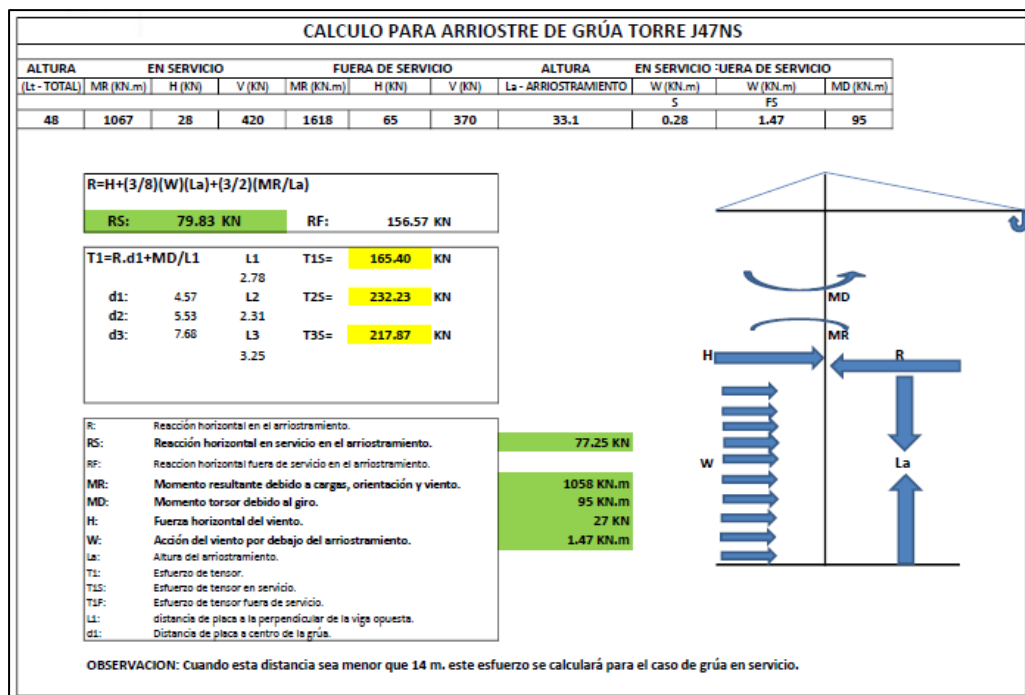 CALCULO PARA ARRIOSTRE DE GRÚA TORRE J47NS
ALTURA EN SERVICIO FUERA DE SERVICIO ALTURA EN SERVICIO FUERA DE SERVICIO
(Lt - TOTAL) MR (KN.m) H (KN) V (KN) MR (KN.m) H (KN) V (KN) La - ARRIOSTRAMIENTO W (KN.m) W (KN.m) MD (KN.m)
S FS
48 1067 28 420 1618 65 370 33.1 0.28 1.47 95
R=H+(3/8)(W)(La)+(3/2)(MR/La)
RS: 79.83 KN RF: 156.57 KN
T1=R.d1+MD/L1 L1 T1S= 165.40 KN
2.78
d1: 4.57 L2 T2S= 232.23 KN
d2: 5.53 2.31
d3: 7.68 L3 T3S= 217.87 KN
3.25
MD
MR
H R
W La
R: Reacción horizontal en el arriostramiento.
RS: Reacción horizontal en servicio en el arriostramiento. 77.25 KN
RF: Reaccion horizontal fuera de servicio en el arriostramiento.
MR: Momento resultante debido a cargas, orientación y viento. 1058 KN.m
MD: Momento torsor debido al giro. 95 KN.m
H: Fuerza horizontal del viento. 27 KN
W: Acción del viento por debajo del arriostramiento. 1.47 KN.m
La: Altura del arriostramiento.
T1: Esfuerzo de tensor.
T1S: Esfuerzo de tensor en servicio.
T1F: Esfuerzo de tensor fuera de servicio.
L1: distancia de placa a la perpendicular de la viga opuesta.
d1: Distancia de placa a centro de la grúa.
OBSERVACION: Cuando esta distancia sea menor que 14 m. este esfuerzo se calculará para el caso de grúa en servicio.